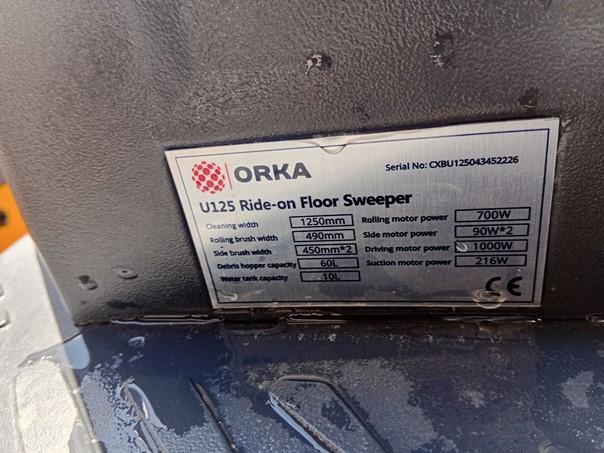 ORKA
Serial No: CXBU125043452226
U125 Ride-on Floor Sweeper
Cleaning width 1250mm Rolling motor power 700W
Rolling brush width 490mm Side motor power 90W*2
Side brush width 450mm*2 Driving motor power 1000W
Debris hopper capacity 60L Suction motor power 216W
Water tank capacity 10L
CE